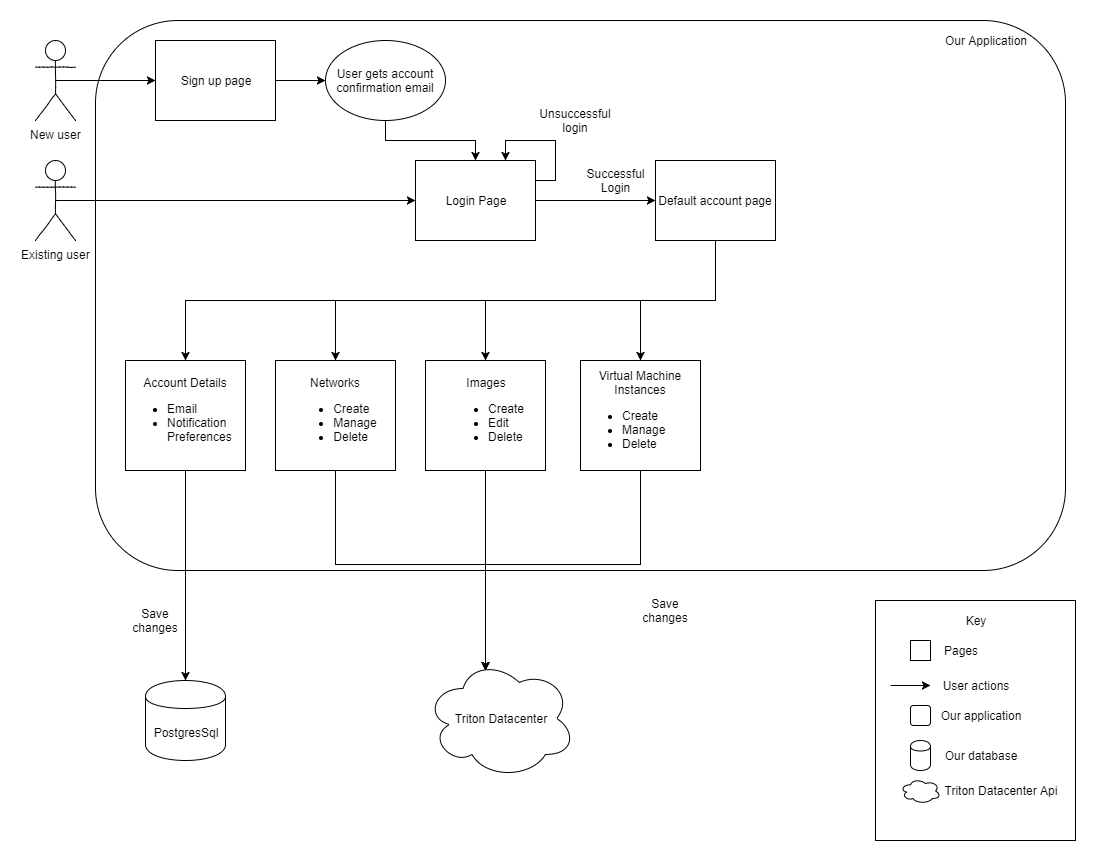 Our Application
New user
Sign up page
User gets account
confirmation email
Unsuccessful
login
Existing user
Login Page
Successful
Login
Default account page
Account Details
Email
Notification
Preferences
Networks
Create
Manage
Delete
Images
Create
Edit
Delete
Virtual Machine
Instances
Create
Manage
Delete
Save
changes
Save
changes
PostgresSql
Triton Datacenter
Key
Pages
User actions
Our application
Our database
Triton Datacenter Api